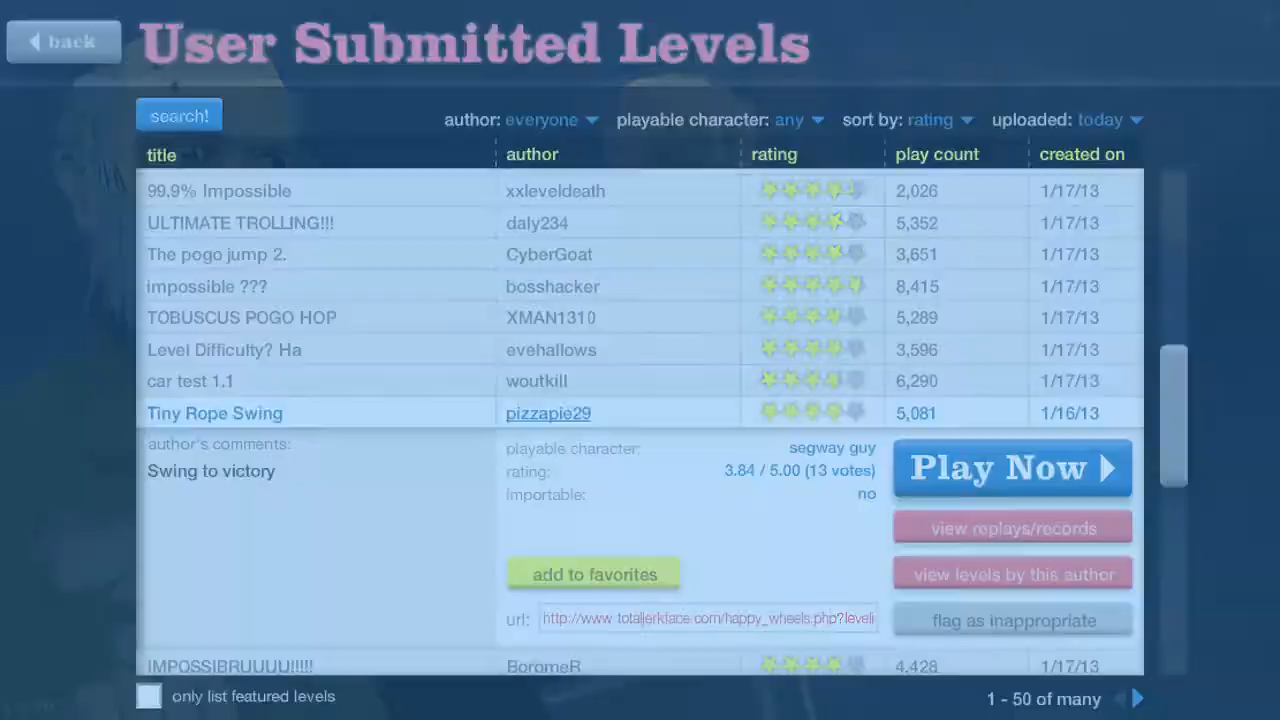 back
User Submitted Levels
search!
author: everyone playable character: any sort by: rating uploaded: today
title author rating play count created on
99.9% Impossible xxleveldeath 2,026 1/17/13
ULTIMATE TROLLING!!! daly234 5,352 1/17/13
The pogo jump 2. CyberGoat 3,651 1/17/13
impossible ??? bosshacker 8,415 1/17/13
TOBUSCUS POGO HOP XMAN1310 5,289 1/17/13
Level Difficulty? Ha evehallows 3,596 1/17/13
car test 1.1 woutkill 6,290 1/17/13
Tiny Rope Swing pizzapie29 5,081 1/16/13
author's comments:
Swing to victory
playable character: segway guy
rating: 3.84 / 5.00 (13 votes)
importable: no
add to favorites
url: http://www.totaljerkface.com/happy_wheels.php?leveli
Play Now
view replays/records
view levels by this author
flag as inappropriate
IMPOSSIBRUUUU!!!!! BoromeR 4,428 1/17/13
only list featured levels
1 - 50 of many